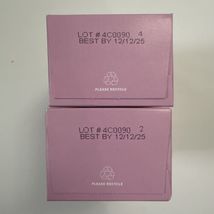 LOT # 4C0090 4
BEST BY 12/12/25
PLEASE RECYCLE
LOT # 4C0090 2
BEST BY 12/12/25
PLEASE RECYCLE